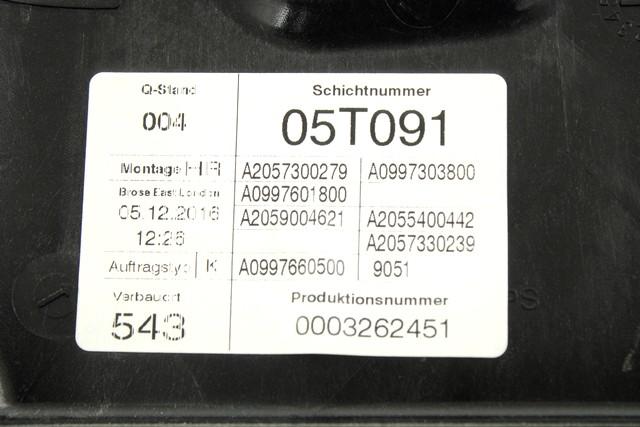 Q-Stand
004
Schichtnummer
05T091
Montage HR
A2057300279 A0997303800
Brose East London
A0997601800
05.12.2016
A2059004621 A2055400442
12:26
A2057330239
Auftragstyp K
A0997660500 9051
Verbauort
543
Produktionsnummer
0003262451